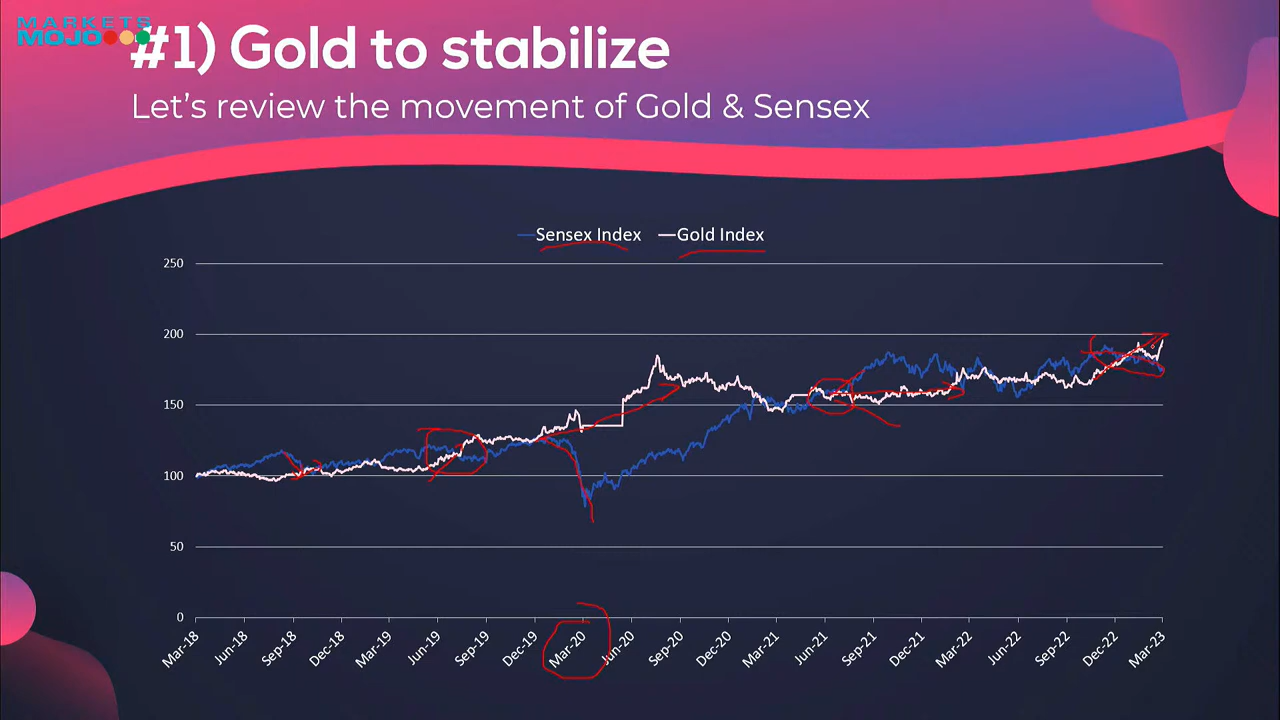 MARKETS
MOJO
#1) Gold to stabilize
Let's review the movement of Gold & Sensex
Sensex Index Gold Index
250
200
150
100
50
0
Mar-18 Jun-18 Sep-18 Dec-18 Mar-19 Jun-19 Sep-19 Dec-19 Mar-20 Jun-20 Sep-20 Dec-20 Mar-21 Jun-21 Sep-21 Dec-21 Mar-22 Jun-22 Sep-22 Dec-22 Mar-23